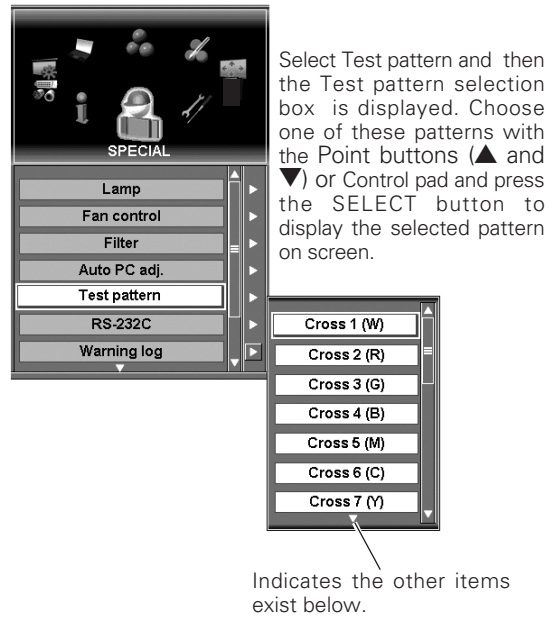 SPECIAL
Lamp
Fan control
Filter
Auto PC adj.
Test pattern
RS-232C
Warning log
Select Test pattern and then
the Test pattern selection
box is displayed. Choose
one of these patterns with
the Point buttons (▲ and
▼) or Control pad and press
the SELECT button to
display the selected pattern
on screen.
Cross 1 (W)
Cross 2 (R)
Cross 3 (G)
Cross 4 (B)
Cross 5 (M)
Cross 6 (C)
Cross 7 (Y)
Indicates the other items
exist below.